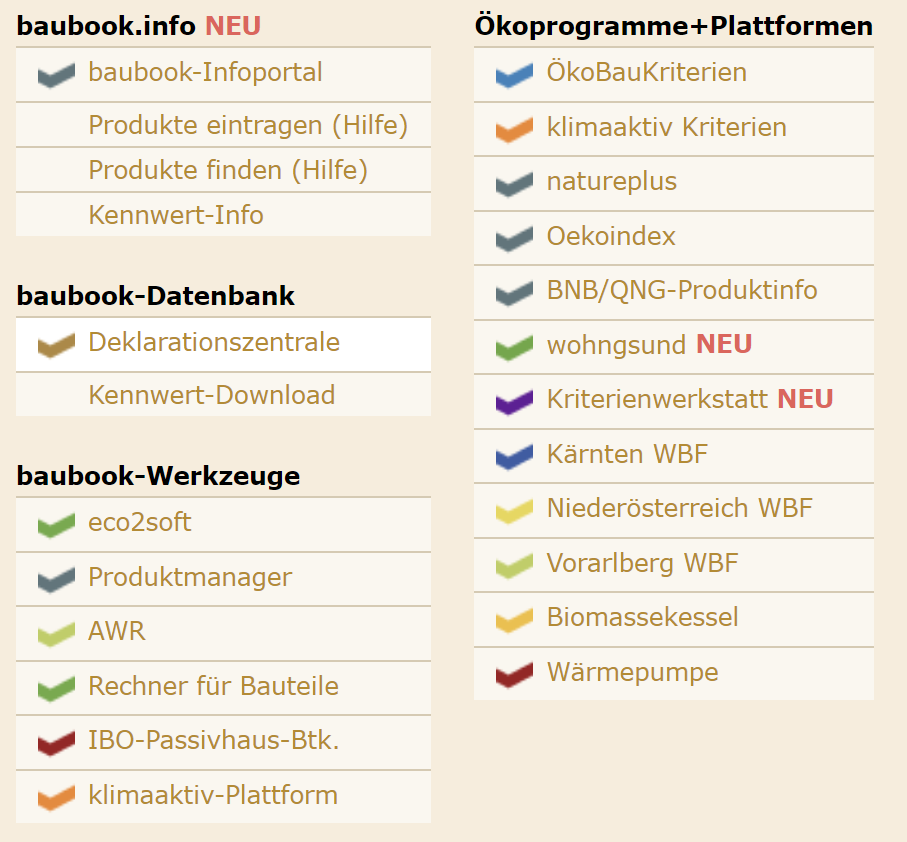 baubook.info NEU
baubook-Infoportal
Produkte eintragen (Hilfe)
Produkte finden (Hilfe)
Kennwert-Info
baubook-Datenbank
Deklarationszentrale
Kennwert-Download
baubook-Werkzeuge
eco2soft
Produktmanager
AWR
Rechner für Bauteile
IBO-Passivhaus-Btk.
klimaaktiv-Plattform
Ökoprogramme+Plattformen
ÖkoBauKriterien
klimaaktiv Kriterien
natureplus
Oekoindex
BNB/QNG-Produktinfo
wohngsund NEU
Kriterienwerkstatt NEU
Kärnten WBF
Niederösterreich WBF
Vorarlberg WBF
Biomassekessel
Wärmepumpe